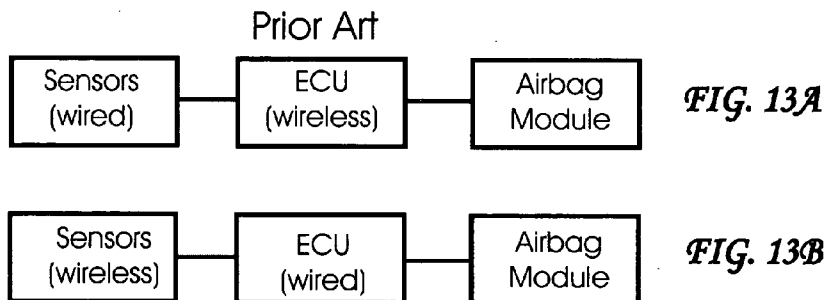 Prior Art
Sensors
(wired)
ECU
(wireless)
Airbag
Module
FIG. 13A
Sensors
(wireless)
ECU
(wired)
Airbag
Module
FIG. 13B